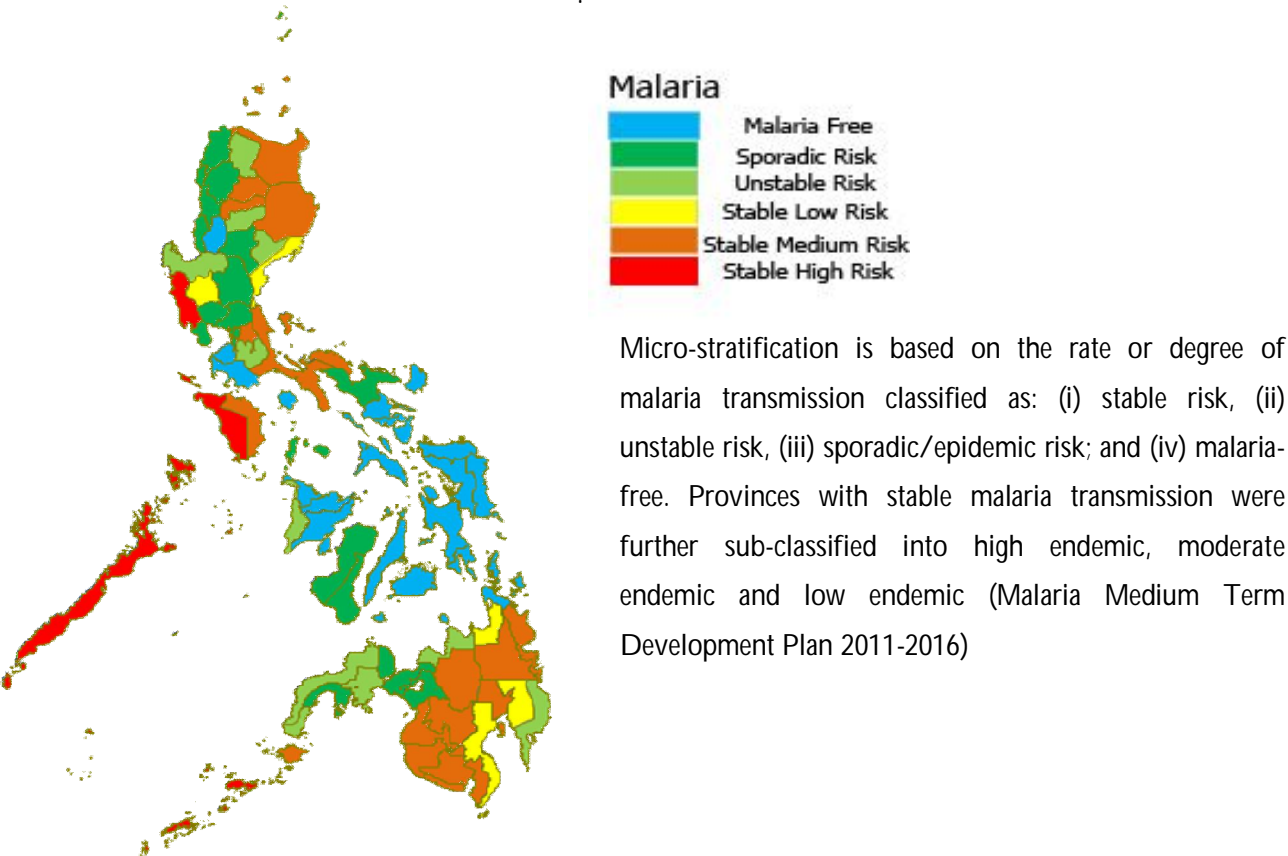 Malaria
Malaria Free
Sporadic Risk
Unstable Risk
Stable Low Risk
Stable Medium Risk
Stable High Risk
Micro-stratification is based on the rate or degree of
malaria transmission classified as: (i) stable risk, (ii)
unstable risk, (iii) sporadic/epidemic risk; and (iv) malaria-
free. Provinces with stable malaria transmission were
further sub-classified into high endemic, moderate
endemic and low endemic (Malaria Medium Term
Development Plan 2011-2016)